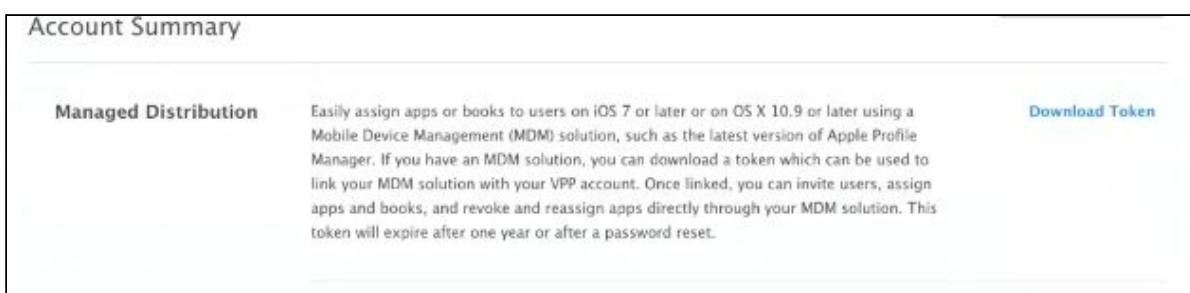 Account Summary
Managed Distribution
Easily assign apps or books to users on iOS 7 or later or on OS X 10.9 or later using a
Mobile Device Management (MDM) solution, such as the latest version of Apple Profile
Manager. If you have an MDM solution, you can download a token which can be used to
link your MDM solution with your VPP account. Once linked, you can invite users, assign
apps and books, and revoke and reassign apps directly through your MDM solution. This
token will expire after one year or after a password reset.
Download Token